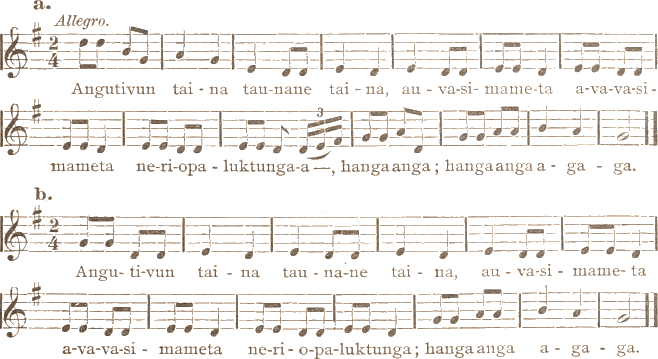 a.
Allegro.
2
4
Angutivun tai - na tau-nane tai - na, au - va-si - mame-ta a-va-va-si -
3
mameta ne-ri-opa - luktunga-a —, hanga anga ; hanga anga a - ga - ga.
b.
2
4
Angu- ti-vun tai - na tau - na-ne tai - na, au - va-si - mame- ta
a-va-va-si - mameta ne-ri - o-pa-luktunga ; hanga anga a - ga - ga.